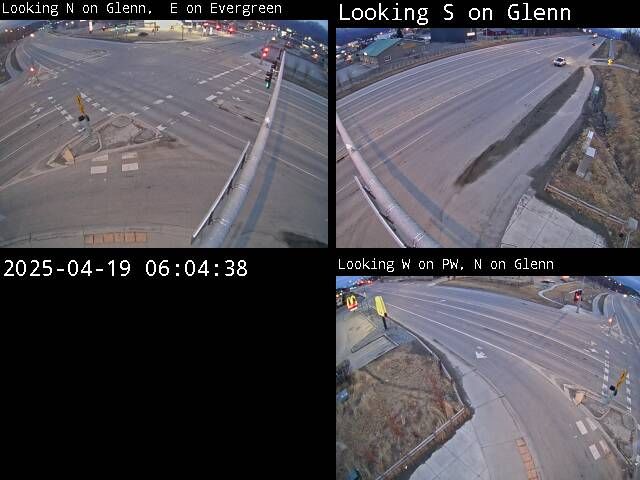 Looking N on Glenn,  E on Evergreen
Looking S on Glenn
2025-04-19 06:04:38
Looking W on PW, N on Glenn